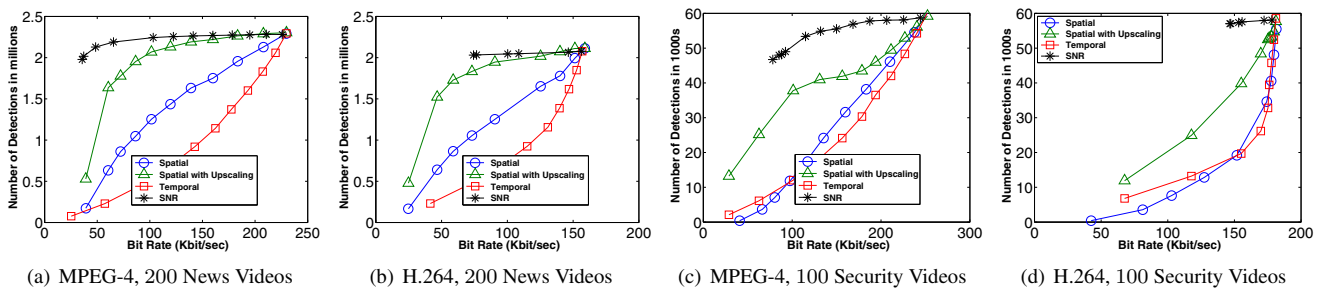 Number of Detections in millions
2.5
2
1.5
1
0.5
0
0 50 100 150 200 250
Bit Rate (Kbit/sec)
Spatial
Spatial with Upscaling
Temporal
SNR
(a) MPEG-4, 200 News Videos
Number of Detections in millions
2.5
2
1.5
1
0.5
0
0 50 100 150 200
Bit Rate (Kbit/sec)
Spatial
Spatial with Upscaling
Temporal
SNR
(b) H.264, 200 News Videos
Number of Detections in 1000s
60
50
40
30
20
10
0
0 100 200 300
Bit Rate (Kbit/sec)
Spatial
Spatial with Upscaling
Temporal
SNR
(c) MPEG-4, 100 Security Videos
Number of Detections in 1000s
60
50
40
30
20
10
0
0 50 100 150 200
Bit Rate (Kbit/sec)
Spatial
Spatial with Upscaling
Temporal
SNR
(d) H.264, 100 Security Videos